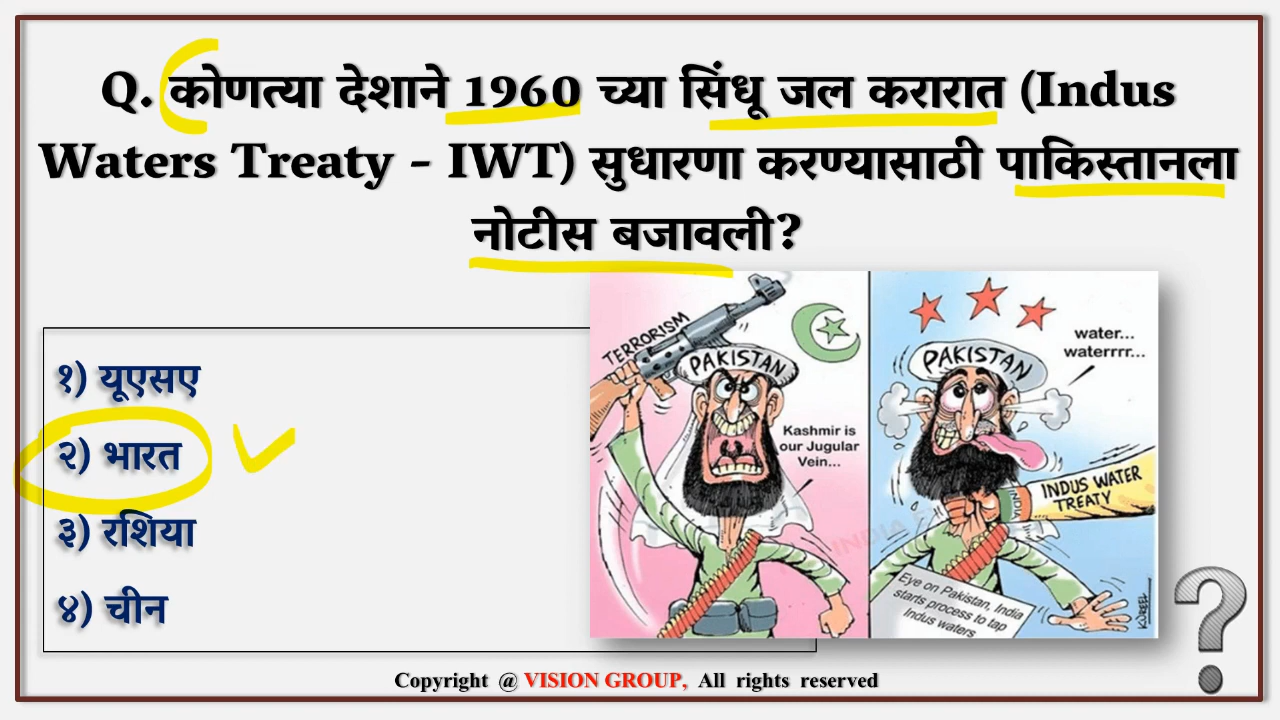 Q. कोणत्या देशाने 1960 च्या सिंधू जल करारात (Indus
Waters Treaty - IWT) सुधारणा करण्यासाठी पाकिस्तानला
नोटीस बजावली?
१) यूएसए
२) भारत
३) रशिया
४) चीन
TERRORISM
PAKISTAN
Kashmir is
our Jugular
Vein...
PAKISTAN
water...
waterrrr...
INDIA
INDUS WATER
TREATY
Eye on Pakistan, India
starts process to tap
Indus waters
INDIA
Copyright @ VISION GROUP, All rights reserved